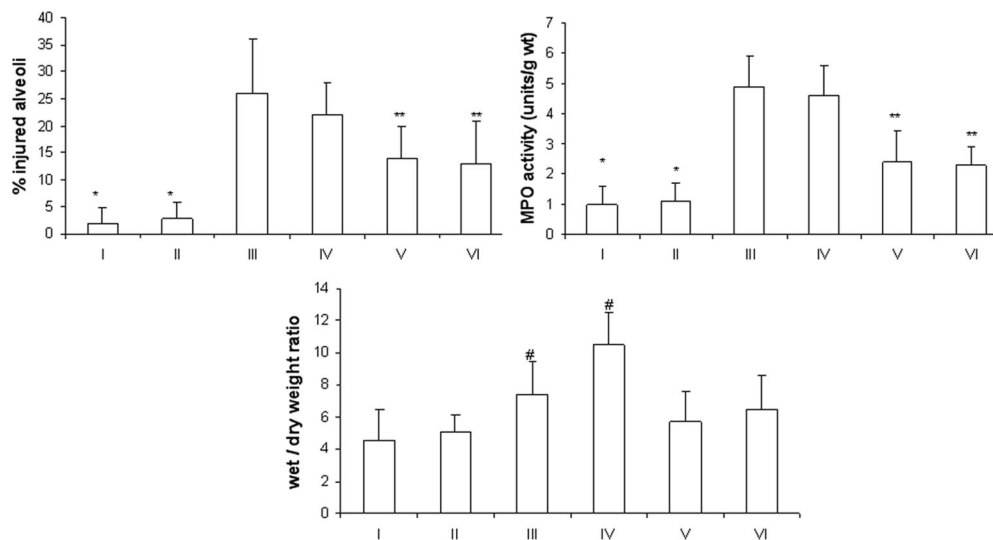 % injured alveoli
40
35
30
25
20
15
10
5
0
*
*
**
**
I
II
III
IV
V
VI
MPO activity (units/g wt)
7
6
5
4
3
2
1
0
*
*
**
**
I
II
III
IV
V
VI
wet / dry weight ratio
14
12
10
8
6
4
2
0
#
#
I
II
III
IV
V
VI